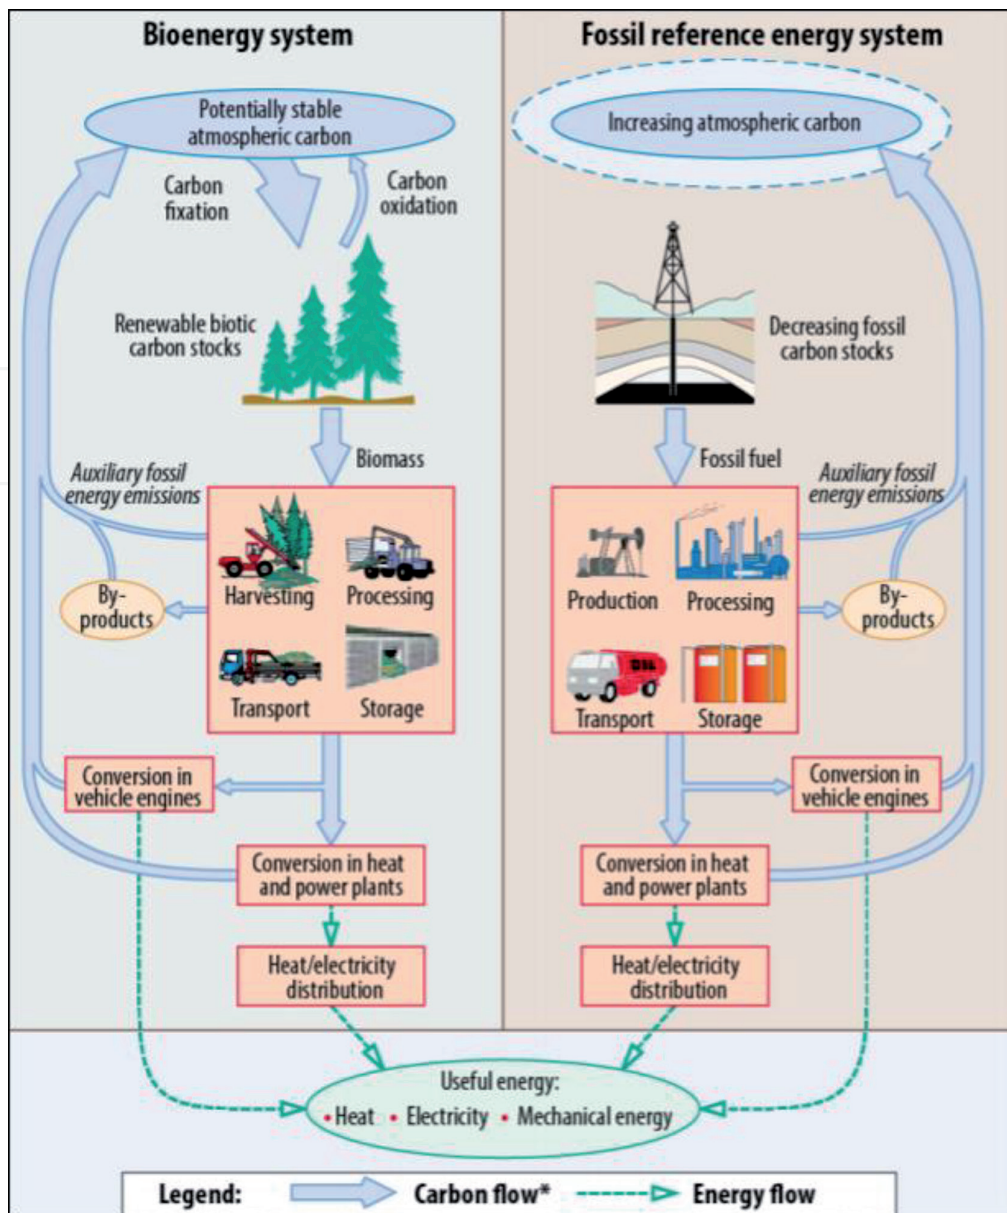 Bioenergy system
Potentially stable
atmospheric carbon
Carbon
fixation
Carbon
oxidation
Renewable biotic
carbon stocks
Biomass
Auxiliary fossil
energy emissions
Harvesting
Processing
By-
products
Transport
Storage
Conversion in
vehicle engines
Conversion in heat
and power plants
Heat/electricity
distribution
Fossil reference energy system
Increasing atmospheric carbon
Decreasing fossil
carbon stocks
Fossil fuel
Auxiliary fossil
energy emissions
Production
Processing
By-
products
OIL
Transport
Storage
Conversion in
vehicle engines
Conversion in heat
and power plants
Heat/electricity
distribution
Useful energy:
• Heat • Electricity • Mechanical energy
Legend: Carbon flow* Energy flow